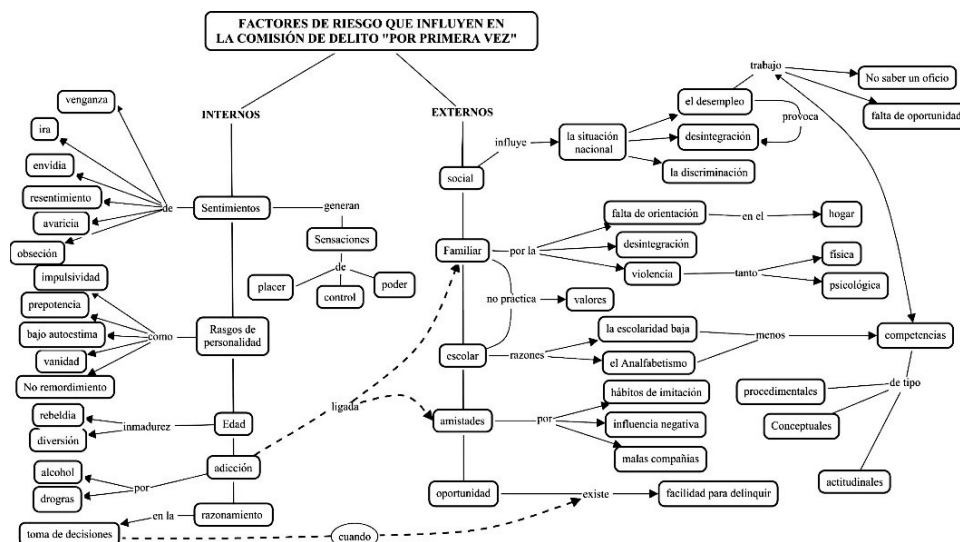 FACTORES DE RIESGO QUE INFLUYEN EN
LA COMISIÓN DE DELITO "POR PRIMERA VEZ"
INTERNOS
venganza
ira
envidia
resentimiento
avaricia
obseción
de
Sentimientos
generan
Sensaciones
de
placer
control
poder
impulsividad
prepotencia
bajo autoestima
vanidad
No remordimiento
como
Rasgos de
personalidad
rebeldía
diversión
inmadurez
Edad
alcohol
drogras
por
adicción
ligada
toma de decisiones
en la
razonamiento
cuando
EXTERNOS
social
influye
la situación
nacional
el desempleo
desintegración
la discriminación
provoca
trabajo
No saber un oficio
falta de oportunidad
Familiar
por la
falta de orientación
en el
hogar
desintegración
violencia
tanto
física
psicológica
no práctica
valores
escolar
razones
la escolaridad baja
el Analfabetismo
menos
competencias
de tipo
procedimentales
Conceptuales
actitudinales
amistades
por
hábitos de imitación
influencia negativa
malas compañias
oportunidad
existe
facilidad para delinquir